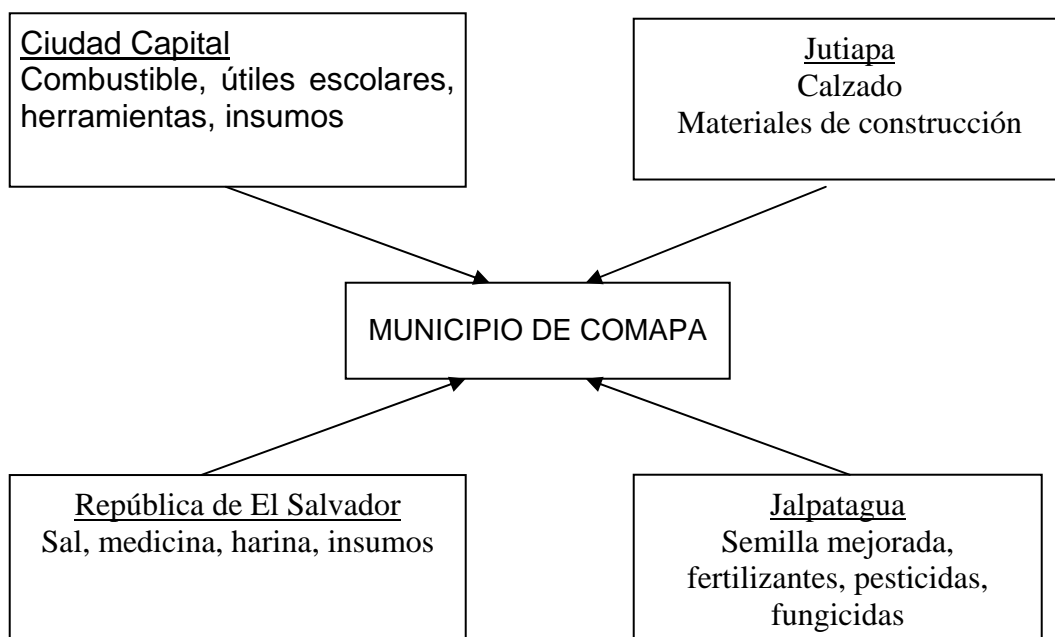 Ciudad Capital
Combustible, útiles escolares,
herramientas, insumos
Jutiapa
Calzado
Materiales de construcción
MUNICIPIO DE COMAPA
República de El Salvador
Sal, medicina, harina, insumos
Jalpatagua
Semilla mejorada,
fertilizantes, pesticidas,
fungicidas